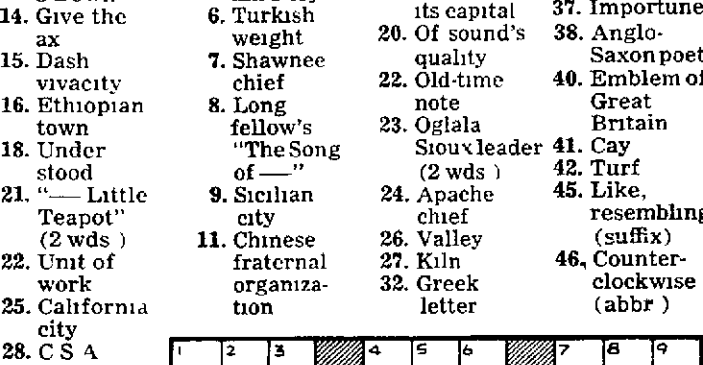 14. Give the
ax
15. Dash
vivacity
16. Ethiopian
town
18. Under
stood
21. "— Little
Teapot"
(2 wds )
22. Unit of
work
25. California
city
28. C S A
6. Turkish
weight
7. Shawnee
chief
8. Long
fellow's
"The Song
of —"
9. Sicilian
city
11. Chinese
fraternal
organiza-
tion
its capital
20. Of sound's
quality
22. Old-time
note
23. Oglala
Sioux leader
(2 wds )
24. Apache
chief
26. Valley
27. Kiln
32. Greek
letter
37. Importune
38. Anglo-
Saxon poet
40. Emblem of
Great
Britain
41. Cay
42. Turf
45. Like,
resembling
(suffix)
46. Counter-
clockwise
(abbr )
1 2 3 4 5 6 7 8 9